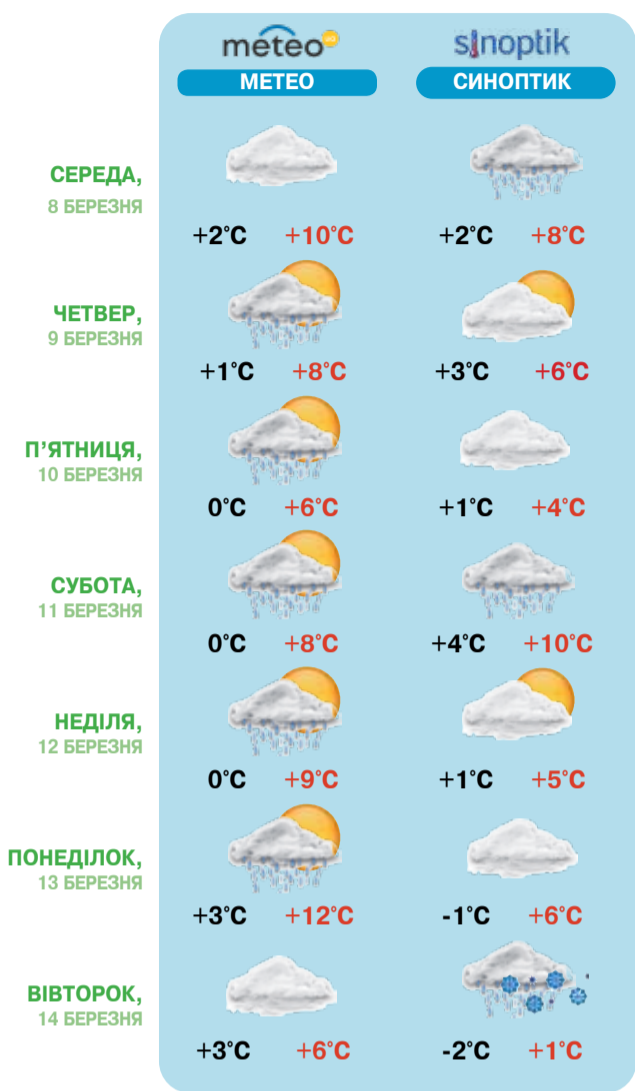 meteo ua
sinoptik
МЕТЕО
СИНОПТИК
СЕРЕДА,
8 БЕРЕЗНЯ
+2°C +10°C +2°C +8°C
ЧЕТВЕР,
9 БЕРЕЗНЯ
+1°C +8°C +3°C +6°C
П’ЯТНИЦЯ,
10 БЕРЕЗНЯ
0°C +6°C +1°C +4°C
СУБОТА,
11 БЕРЕЗНЯ
0°C +8°C +4°C +10°C
НЕДІЛЯ,
12 БЕРЕЗНЯ
0°C +9°C +1°C +5°C
ПОНЕДІЛОК,
13 БЕРЕЗНЯ
+3°C +12°C -1°C +6°C
ВІВТОРОК,
14 БЕРЕЗНЯ
+3°C +6°C -2°C +1°C